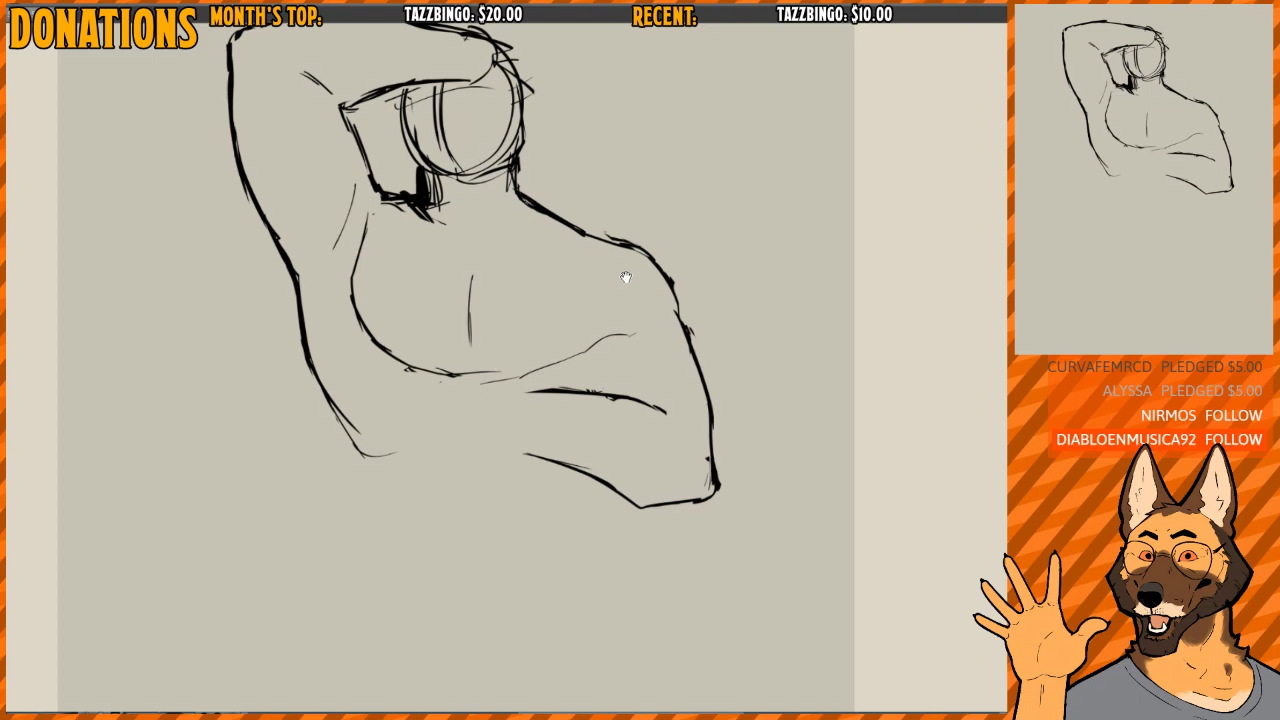 DONATIONS
MONTH'S TOP: TAZZBINGO: $20.00 RECENT: TAZZBINGO: $10.00
CURVAFEMRCD PLEDGED $5.00
ALYSSA PLEDGED $5.00
NIRMOS FOLLOW
DIABLOENMUSICA92 FOLLOW